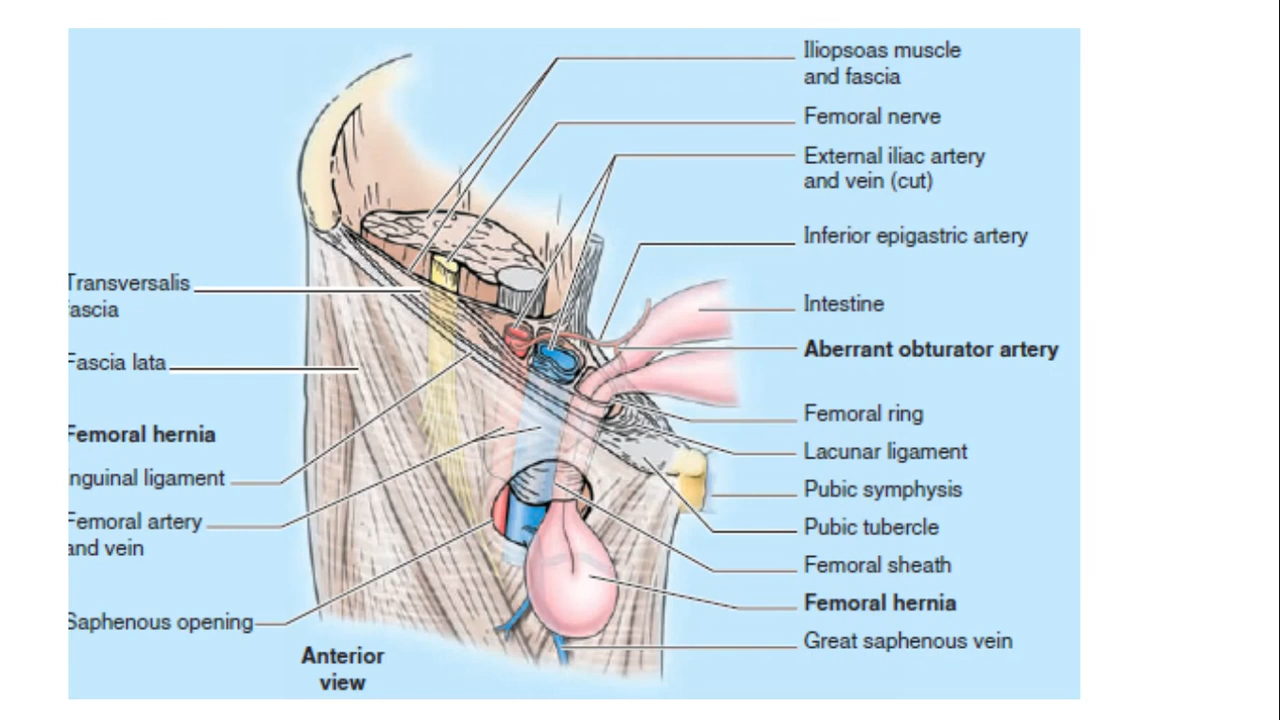 Iliopsoas muscle
and fascia
Femoral nerve
External iliac artery
and vein (cut)
Inferior epigastric artery
Intestine
Aberrant obturator artery
Femoral ring
Lacunar ligament
Pubic symphysis
Pubic tubercle
Femoral sheath
Femoral hernia
Great saphenous vein
Transversalis
fascia
Fascia lata
Femoral hernia
nguinal ligament
Femoral artery
and vein
Saphenous opening
Anterior
view